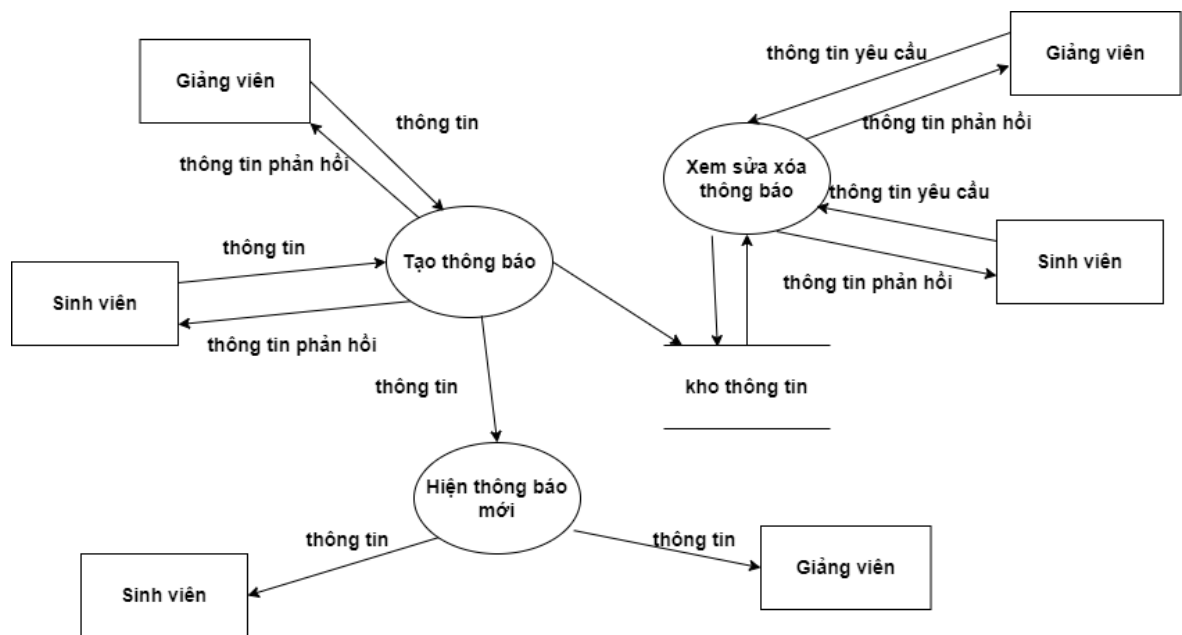 Giảng viên
thông tin
thông tin phản hồi
Sinh viên
thông tin
thông tin phản hồi
Tạo thông báo
thông tin
thông tin yêu cầu
Giảng viên
thông tin phản hồi
Xem sửa xóa
thông báo
thông tin yêu cầu
Sinh viên
thông tin phản hồi
kho thông tin
Hiện thông báo
mới
thông tin
thông tin
Sinh viên
Giảng viên